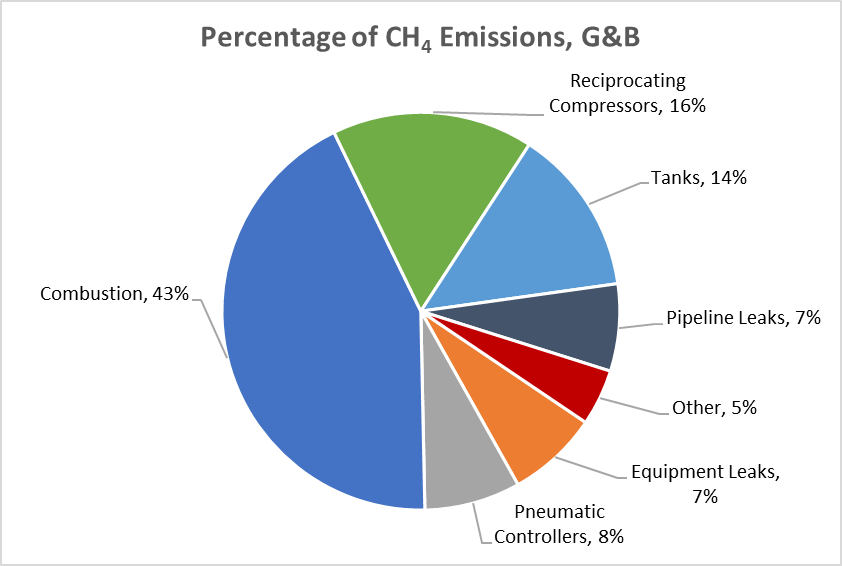 Percentage of CH₄ Emissions, G&B
Reciprocating
Compressors, 16%
Tanks, 14%
Combustion, 43%
Pipeline Leaks, 7%
Other, 5%
Equipment Leaks,
7%
Pneumatic
Controllers, 8%